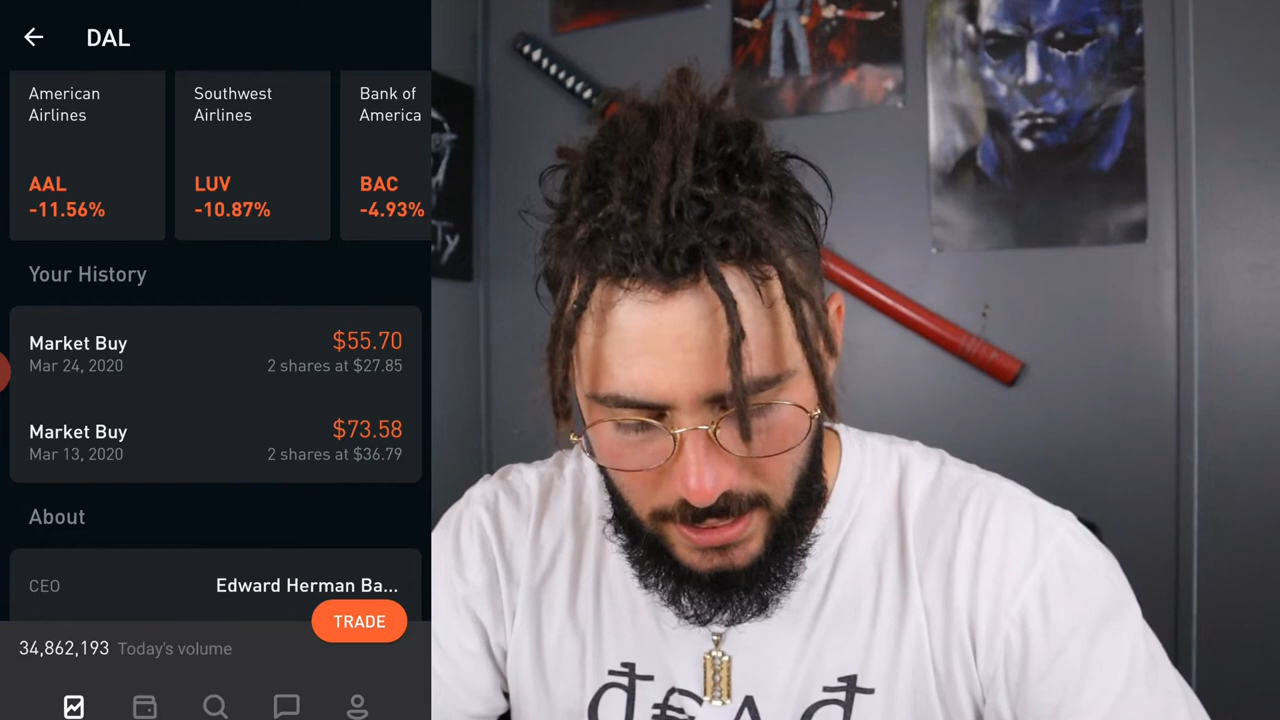 DAL
American
Airlines
AAL
-11.56%
Southwest
Airlines
LUV
-10.87%
Bank of
America
BAC
-4.93%
Your History
Market Buy
$55.70
Mar 24, 2020
2 shares at $27.85
Market Buy
$73.58
Mar 13, 2020
2 shares at $36.79
About
CEO
Edward Herman Ba...
TRADE
34,862,193 Today's volume